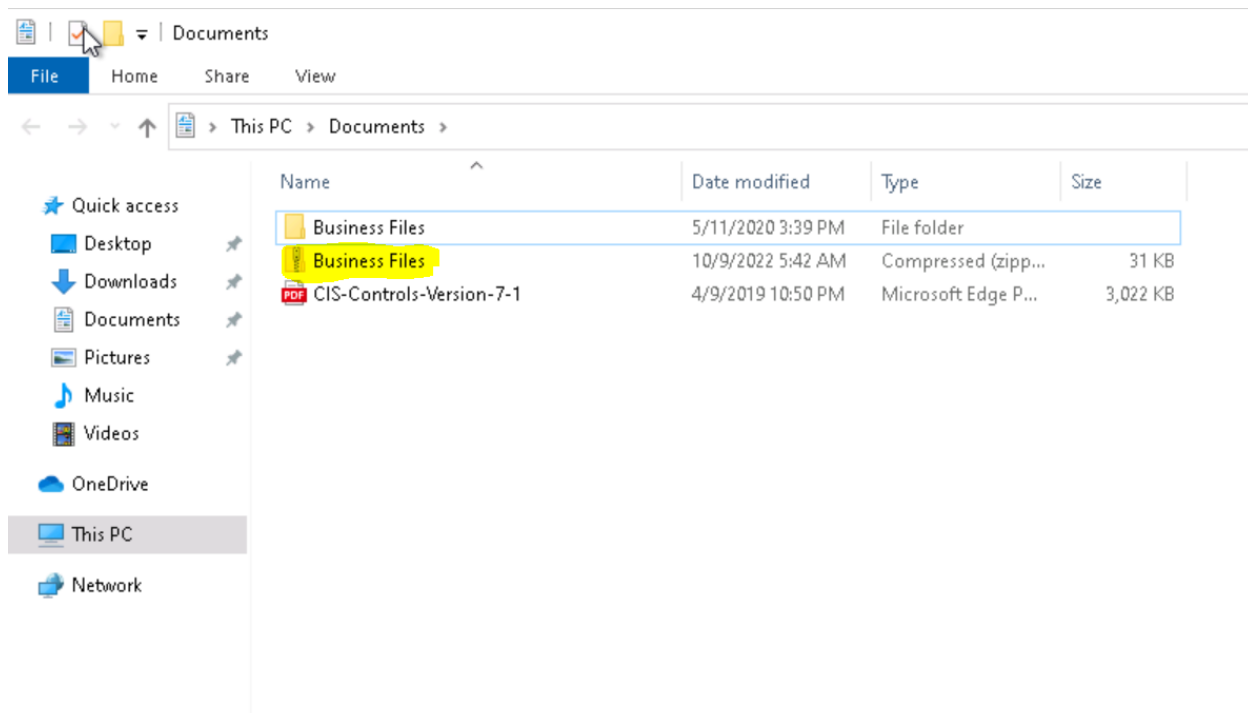 Documents
File Home Share View
This PC > Documents >
Name Date modified Type Size
Quick access
Desktop
Downloads
Documents
Pictures
Music
Videos
OneDrive
This PC
Network
Business Files 5/11/2020 3:39 PM File folder
Business Files 10/9/2022 5:42 AM Compressed (zipp... 31 KB
PDF CIS-Controls-Version-7-1 4/9/2019 10:50 PM Microsoft Edge P... 3,022 KB